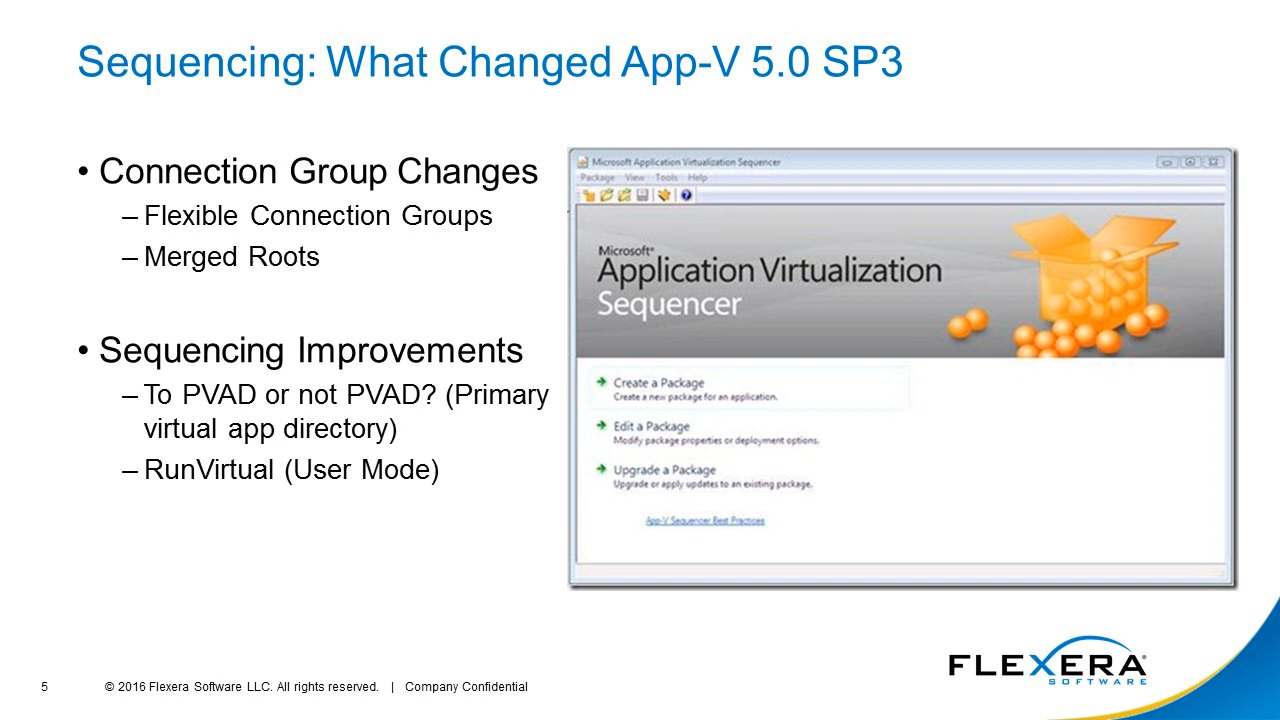 Sequencing: What Changed App-V 5.0 SP3
• Connection Group Changes
– Flexible Connection Groups
– Merged Roots
• Sequencing Improvements
– To PVAD or not PVAD? (Primary
virtual app directory)
– RunVirtual (User Mode)
Microsoft Application Virtualization Sequencer
Package View Tools Help
Microsoft®
Application Virtualization
Sequencer
Create a Package
Create a new package for an application.
Edit a Package
Modify package properties or deployment options.
Upgrade a Package
Upgrade or apply updates to an existing package.
App-V Sequencer Best Practices
FLEXERA®
SOFTWARE
5 © 2016 Flexera Software LLC. All rights reserved. | Company Confidential